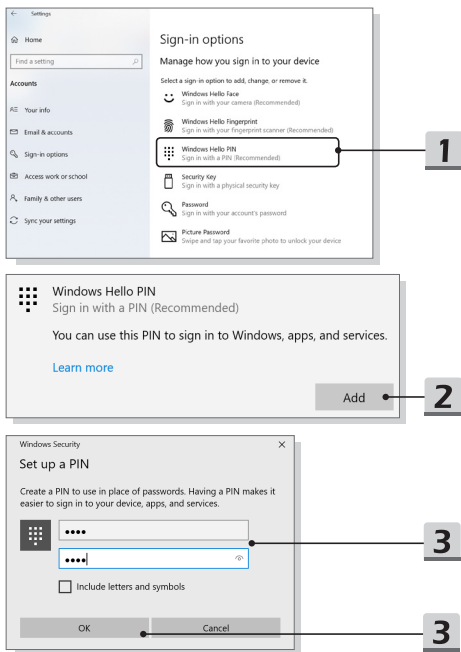 Settings
Home
Find a setting
Accounts
Your info
Email & accounts
Sign-in options
Access work or school
Family & other users
Sync your settings
Sign-in options
Manage how you sign in to your device
Select a sign-in option to add, change, or remove it.
Windows Hello Face
Sign in with your camera (Recommended)
Windows Hello Fingerprint
Sign in with your fingerprint scanner (Recommended)
Windows Hello PIN
Sign in with a PIN (Recommended)
Security Key
Sign in with a physical security key
Password
Sign in with your account's password
Picture Password
Swipe and tap your favorite photo to unlock your device
1
Windows Hello PIN
Sign in with a PIN (Recommended)
You can use this PIN to sign in to Windows, apps, and services.
Learn more
Add
2
Windows Security
Set up a PIN
Create a PIN to use in place of passwords. Having a PIN makes it
easier to sign in to your device, apps, and services.
••••
••••
3
Include letters and symbols
OK Cancel
3